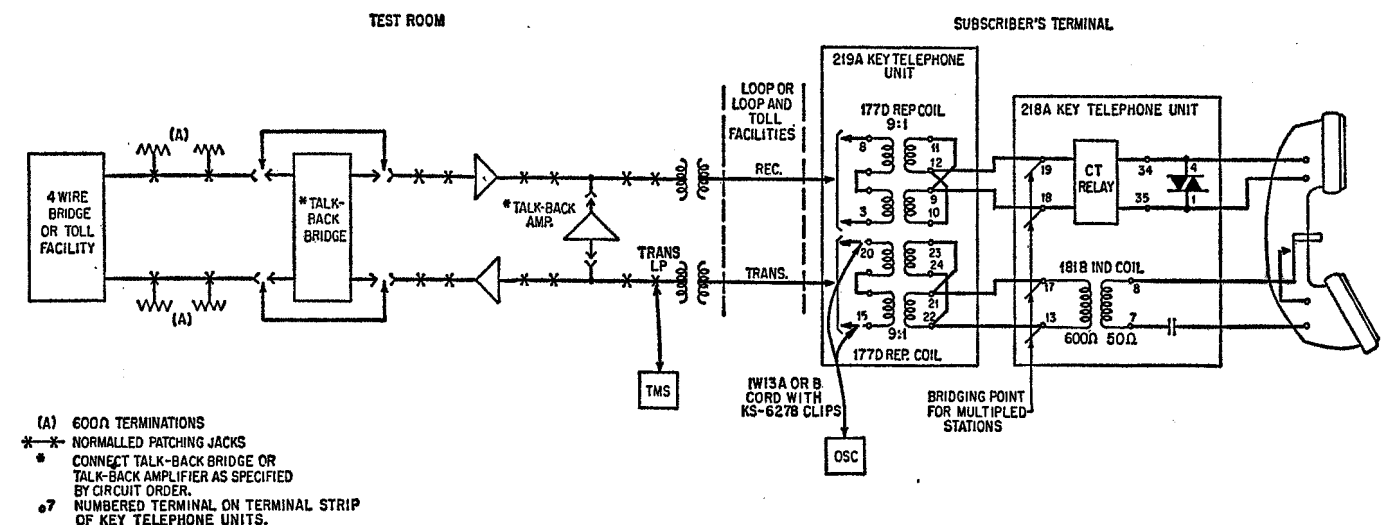 TEST ROOM
SUBSCRIBER'S TERMINAL
219A KEY TELEPHONE
UNIT
LOOP OR
LOOP AND
TOLL
FACILITIES
177D REP COIL
9:1
218A KEY TELEPHONE UNIT
(A)
4 WIRE
BRIDGE
OR TOLL
FACILITY
* TALK-
BACK
BRIDGE
* TALK-BACK
AMP.
REC.
8
11
12
9
3
10
19
18
CT
RELAY
34
35
4
1
TRANS
LP
TRANS.
20
23
24
21
15
22
9:1
177D REP. COIL
181B IND COIL
17
8
13
7
600Ω 50Ω
(A)
TMS
1W13A OR B
CORD WITH
KS-6278 CLIPS
OSC
BRIDGING POINT
FOR MULTIPLED
STATIONS
(A) 600Ω TERMINATIONS
NORMALLED PATCHING JACKS
* CONNECT TALK-BACK BRIDGE OR
TALK-BACK AMPLIFIER AS SPECIFIED
BY CIRCUIT ORDER.
.7 NUMBERED TERMINAL ON TERMINAL STRIP
OF KEY TELEPHONE UNITS.